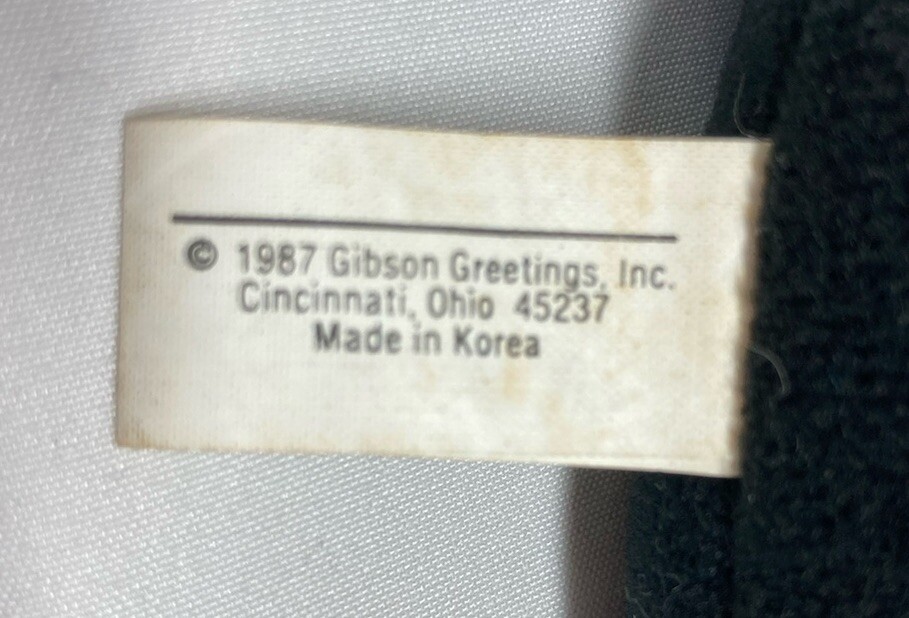 © 1987 Gibson Greetings, Inc.
Cincinnati, Ohio 45237
Made in Korea